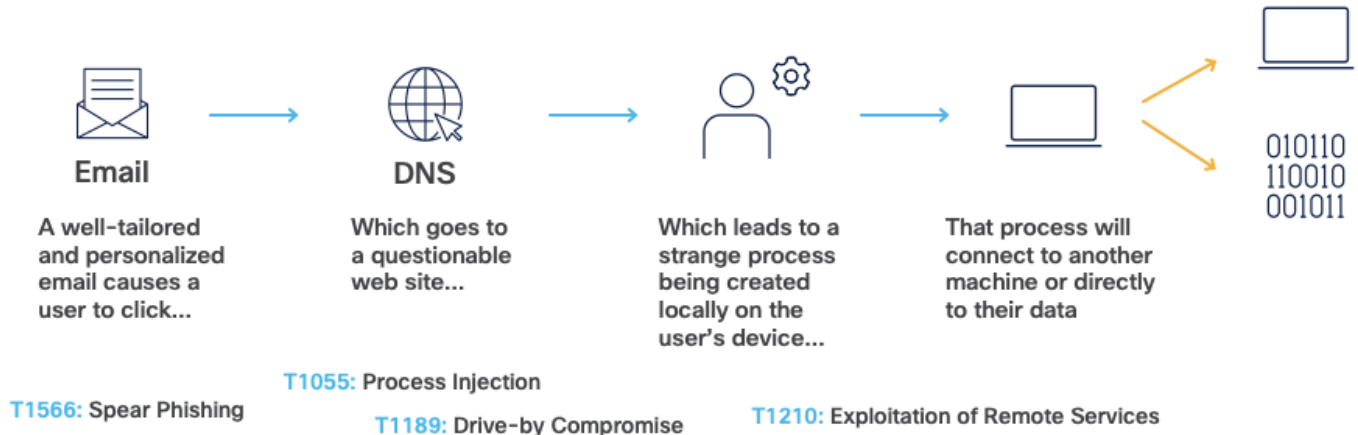 Email
A well-tailored
and personalized
email causes a
user to click...
DNS
Which goes to
a questionable
web site...
Which leads to a
strange process
being created
locally on the
user's device...
That process will
connect to another
machine or directly
to their data
010110
110010
001011
T1566: Spear Phishing
T1055: Process Injection
T1189: Drive-by Compromise
T1210: Exploitation of Remote Services